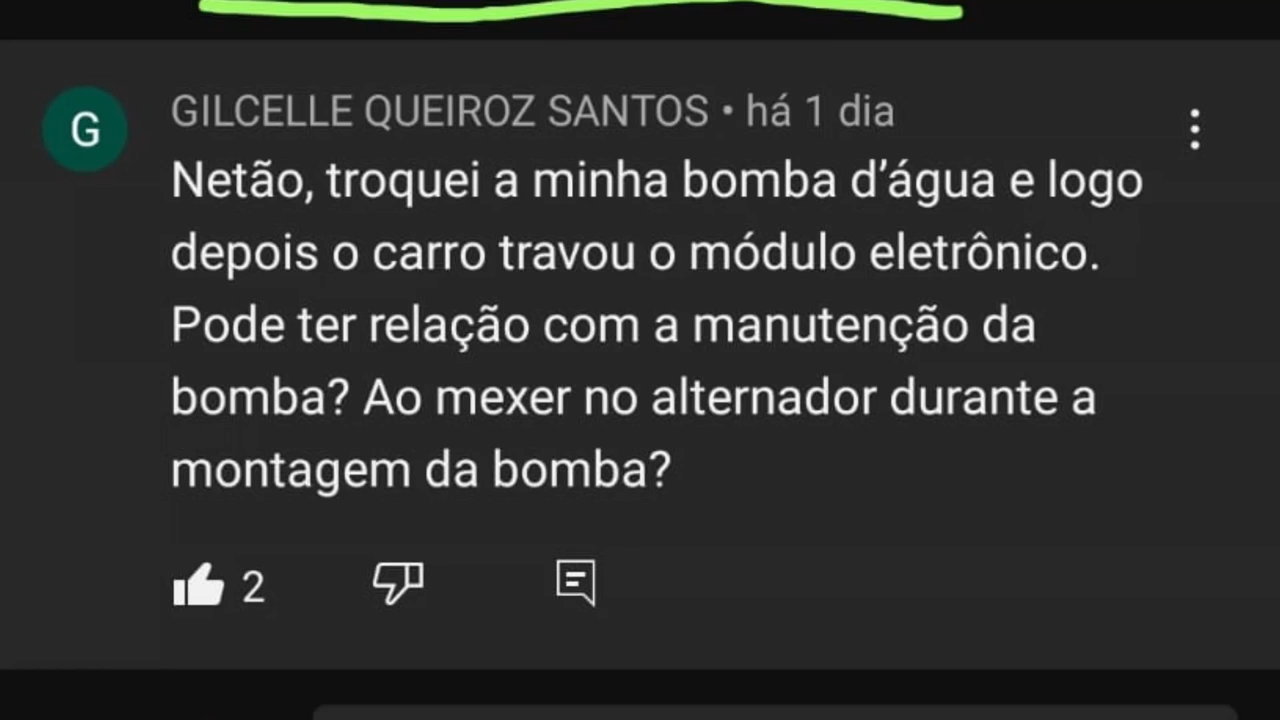 G
GILCELLE QUEIROZ SANTOS • há 1 dia
Netão, troquei a minha bomba d’água e logo
depois o carro travou o módulo eletrônico.
Pode ter relação com a manutenção da
bomba? Ao mexer no alternador durante a
montagem da bomba?
2